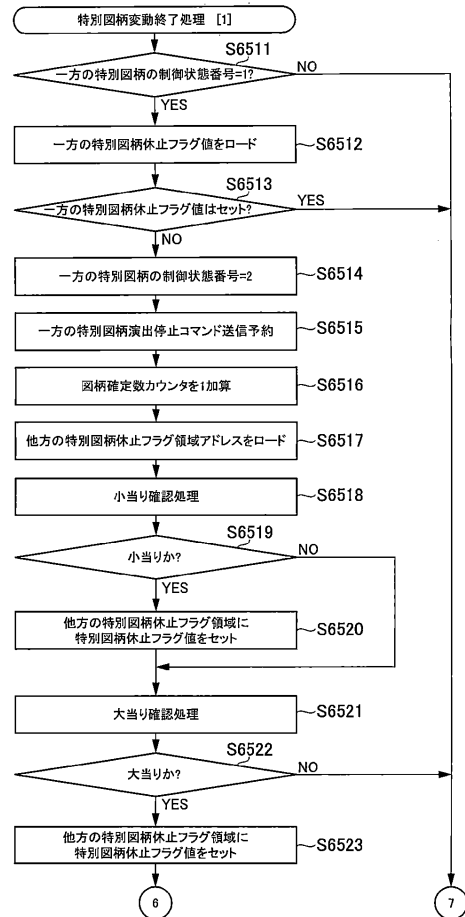 特別図柄変動終了処理 [1]
S6511
一方の特別図柄の制御状態番号=1?
NO
YES
一方の特別図柄休止フラグ値をロード
S6512
S6513
一方の特別図柄休止フラグ値はセット?
YES
NO
一方の特別図柄の制御状態番号=2
S6514
一方の特別図柄演出停止コマンド送信予約
S6515
図柄確定数カウンタを1加算
S6516
他方の特別図柄休止フラグ領域アドレスをロード
S6517
小当り確認処理
S6518
S6519
小当りか?
NO
YES
他方の特別図柄休止フラグ領域に
特別図柄休止フラグ値をセット
S6520
大当り確認処理
S6521
S6522
大当りか?
NO
YES
他方の特別図柄休止フラグ領域に
特別図柄休止フラグ値をセット
S6523
6
7